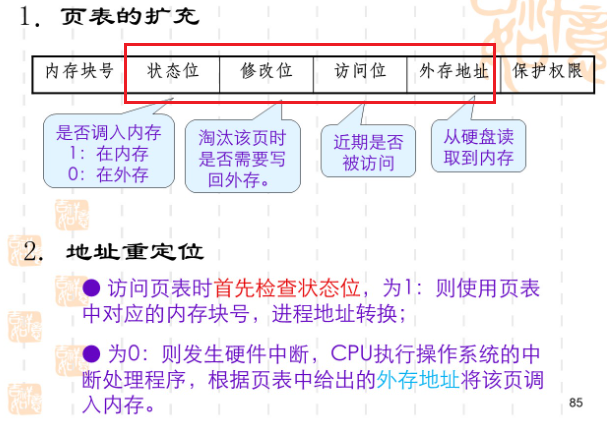 1. 页表的扩充
内存块号 状态位 修改位 访问位 外存地址 保护权限
是否调入内存
1：在内存
0：在外存
淘汰该页时
是否需要写
回外存。
近期是否
被访问
从硬盘读
取到内存
2. 地址重定位
● 访问页表时首先检查状态位，为1：则使用页表
中对应的内存块号，进程地址转换；
● 为0：则发生硬件中断，CPU执行操作系统的中
断处理程序，根据页表中给出的外存地址将该页调
入内存。
85